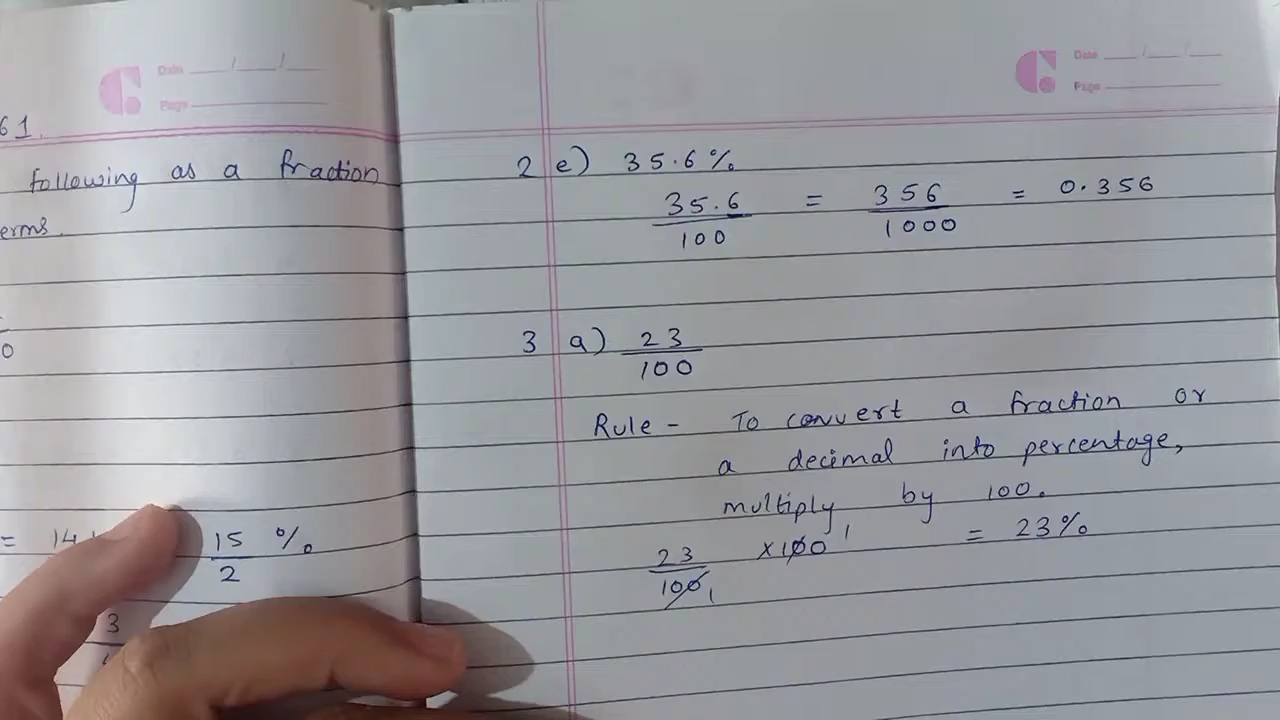 Date / /
Page
61.
following as a fraction
erms.
0
= 14
15 %
2
3
Date / /
Page
2 e) 35.6%
35.6 = 356 = 0.356
100 1000
3 a) 23
100
Rule - To convert a fraction or
a decimal into percentage,
multiply by 100.
23 ×100 1 = 23%
100 1